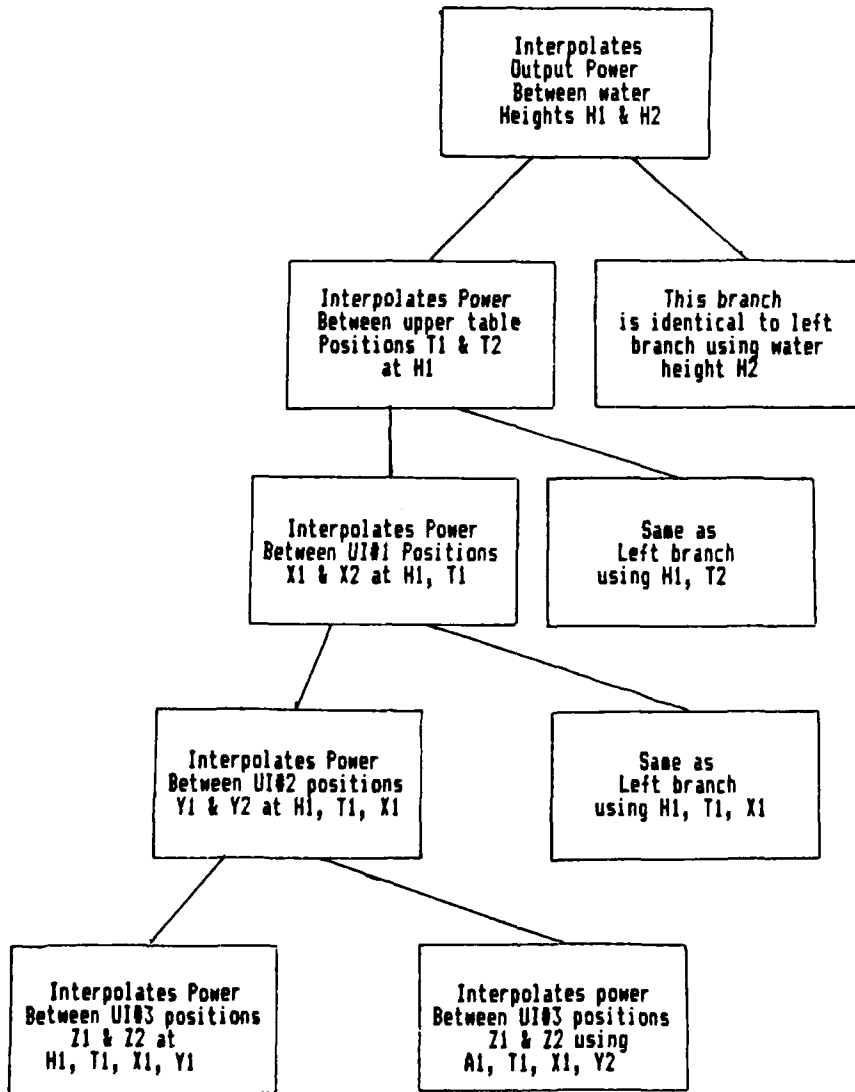 Interpolates
Output Power
Between water
Heights H1 & H2
Interpolates Power
Between upper table
Positions T1 & T2
at H1
This branch
is identical to left
branch using water
height H2
Interpolates Power
Between UI#1 Positions
X1 & X2 at H1, T1
Same as
Left branch
using H1, T2
Interpolates Power
Between UI#2 positions
Y1 & Y2 at H1, T1, X1
Same as
Left branch
using H1, T1, X1
Interpolates Power
Between UI#3 positions
Z1 & Z2 at
H1, T1, X1, Y1
Interpolates power
Between UI#3 positions
Z1 & Z2 using
A1, T1, X1, Y2